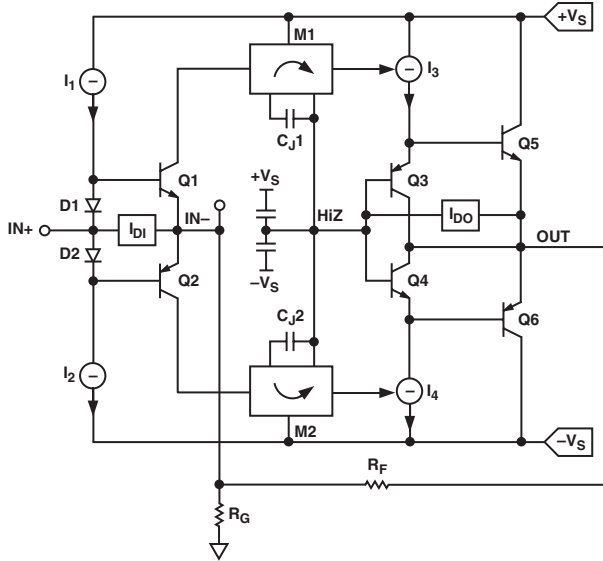 M1
+VS
I1
I3
CJ1
Q5
Q1
Q3
+VS
IN–
D1
HiZ
IDO
IN+
IDI
OUT
D2
Q4
Q2
–VS
Q6
CJ2
I2
I4
M2
–VS
RF
RG